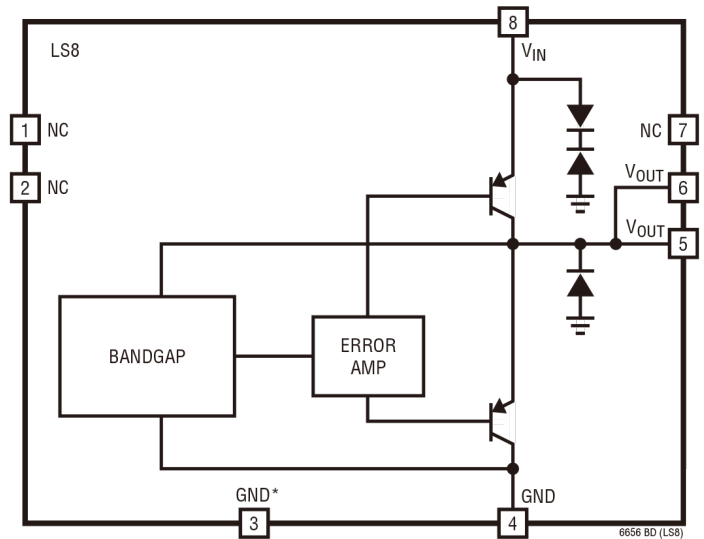 8
VIN
LS8
1 NC
NC 7
2 NC
VOUT
6
VOUT
5
BANDGAP
ERROR
AMP
GND*
3
GND
4
6656 BD (LS8)